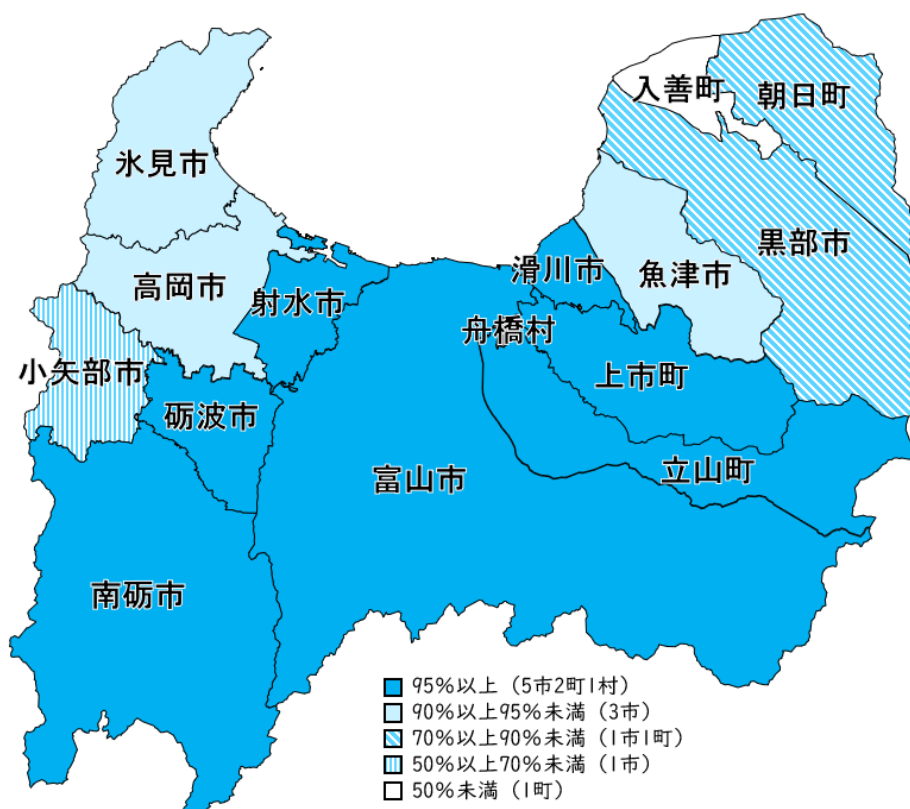 入善町
朝日町
氷見市
黒部市
魚津市
滑川市
高岡市
射水市
舟橋村
小矢部市
上市町
砺波市
立山町
富山市
南砺市
95%以上（5市2町1村）
90%以上95%未満（3市）
70%以上90%未満（1市1町）
50%以上70%未満（1市）
50%未満（1町）